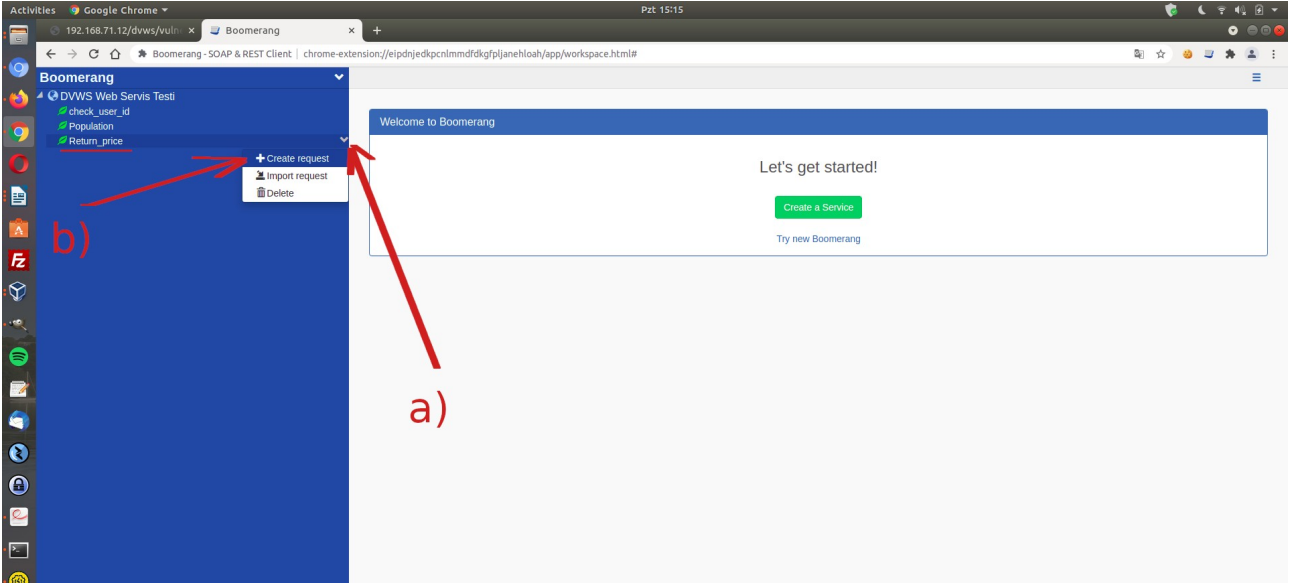 Activities Google Chrome Pzt 15:15
192.168.71.12/dvws/vuln × Boomerang × +
Boomerang - SOAP & REST Client | chrome-extension://eipdnjedkpcnlmmdfdkgfpljanehloah/app/workspace.html#
Boomerang
DVWS Web Servis Testi
check_user_id
Population
Return_price
Create request
Import request
Delete
Welcome to Boomerang
Let's get started!
Create a Service
Try new Boomerang
b)
a)